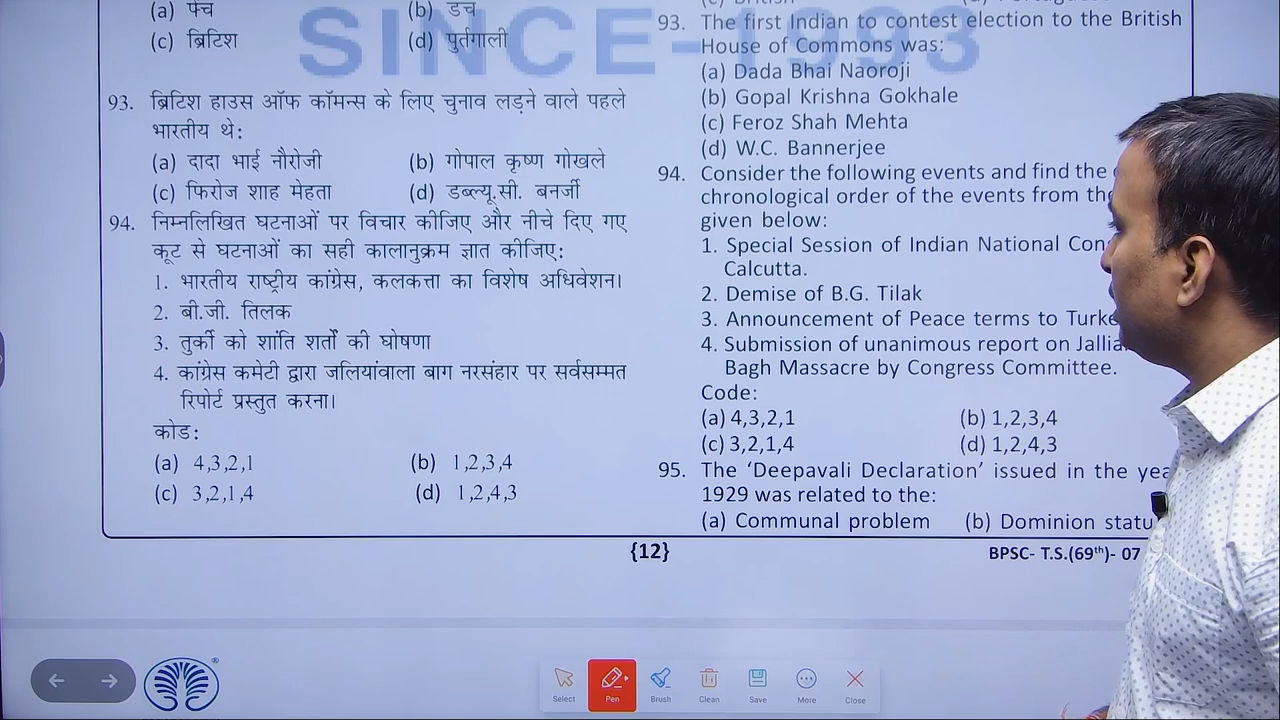 SINCE-1993
(a) फ्रेंच (b) डच
(c) ब्रिटिश (d) पुर्तगाली
93. ब्रिटिश हाउस ऑफ कॉमन्स के लिए चुनाव लड़ने वाले पहले
भारतीय थे:
(a) दादा भाई नौरोजी (b) गोपाल कृष्ण गोखले
(c) फिरोज शाह मेहता (d) डब्ल्यू.सी. बनर्जी
94. निम्नलिखित घटनाओं पर विचार कीजिए और नीचे दिए गए
कूट से घटनाओं का सही कालानुक्रम ज्ञात कीजिए:
1. भारतीय राष्ट्रीय कांग्रेस, कलकत्ता का विशेष अधिवेशन।
2. बी.जी. तिलक
3. तुर्की को शांति शर्तों की घोषणा
4. कांग्रेस कमेटी द्वारा जलियांवाला बाग नरसंहार पर सर्वसम्मत
रिपोर्ट प्रस्तुत करना।
कोड:
(a) 4,3,2,1 (b) 1,2,3,4
(c) 3,2,1,4 (d) 1,2,4,3
93. The first Indian to contest election to the British
House of Commons was:
(a) Dada Bhai Naoroji
(b) Gopal Krishna Gokhale
(c) Feroz Shah Mehta
(d) W.C. Bannerjee
94. Consider the following events and find the
chronological order of the events from the
given below:
1. Special Session of Indian National
Calcutta.
2. Demise of B.G. Tilak
3. Announcement of Peace terms to
4. Submission of unanimous report on
Bagh Massacre by Congress Committee.
Code:
(a) 4,3,2,1 (b) 1,2,3,4
(c) 3,2,1,4 (d) 1,2,4,3
95. The ‘Deepavali Declaration’ issued in the
1929 was related to the:
(a) Communal problem (b) Dominion
{12} BPSC- T.S.(69th)- 07
Select Pen Brush Clean Save More Close